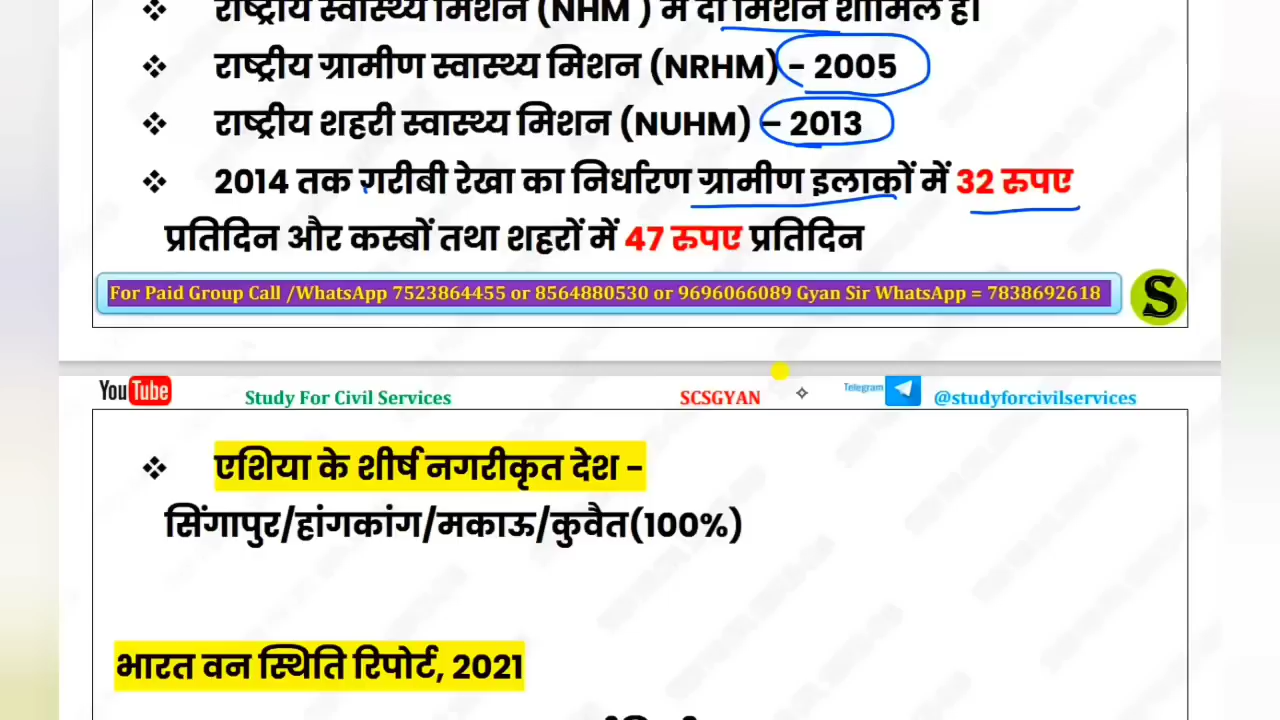 ❖ राष्ट्रीय स्वास्थ्य मिशन (NHM ) में दो मिशन शामिल हैं।
❖ राष्ट्रीय ग्रामीण स्वास्थ्य मिशन (NRHM) - 2005
❖ राष्ट्रीय शहरी स्वास्थ्य मिशन (NUHM) – 2013
❖ 2014 तक गरीबी रेखा का निर्धारण ग्रामीण इलाकों में 32 रुपए
प्रतिदिन और कस्बों तथा शहरों में 47 रुपए प्रतिदिन
For Paid Group Call /WhatsApp 7523864455 or 8564880530 or 9696066089 Gyan Sir WhatsApp = 7838692618 S
YouTube Study For Civil Services SCSGYAN Telegram @studyforcivilservices
❖ एशिया के शीर्ष नगरीकृत देश –
सिंगापुर/हांगकांग/मकाऊ/कुवैत(100%)
भारत वन स्थिति रिपोर्ट, 2021